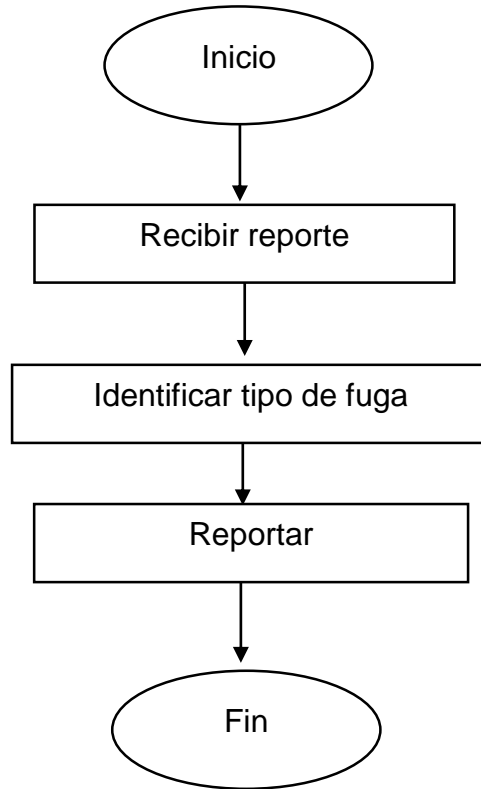 Inicio
Recibir reporte
Identificar tipo de fuga
Reportar
Fin